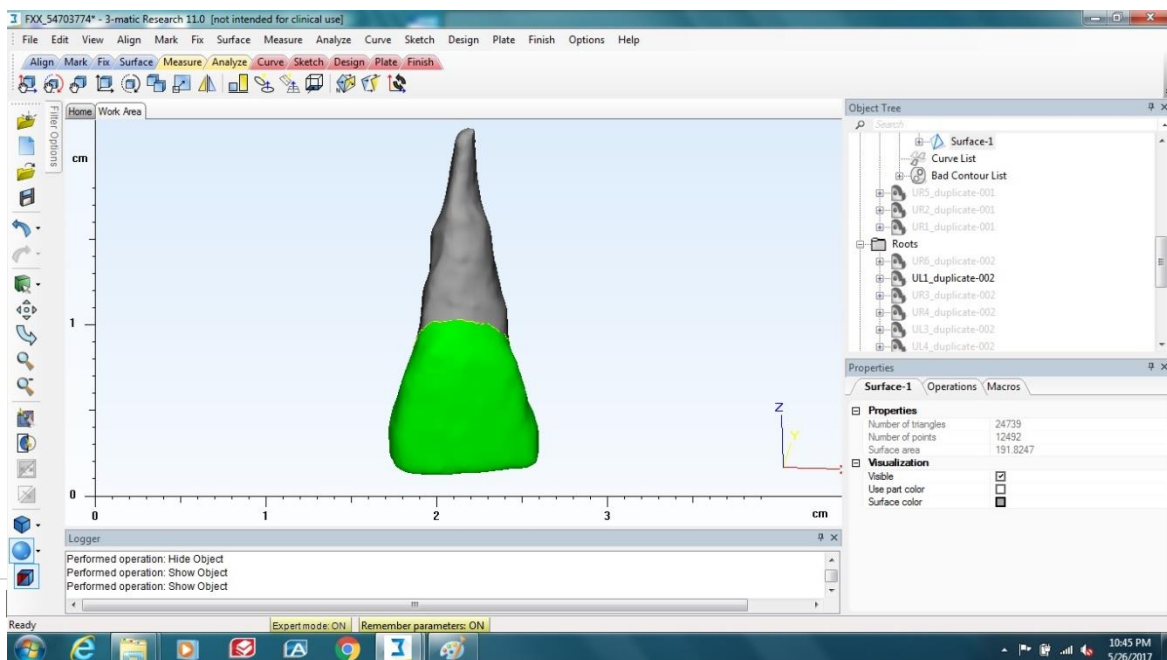 FXX_54703774* - 3-matic Research 11.0 [not intended for clinical use]
File Edit View Align Mark Fix Surface Measure Analyze Curve Sketch Design Plate Finish Options Help
Align Mark Fix Surface Measure Analyze Curve Sketch Design Plate Finish
Filter Options
Home Work Area
cm
1
0
0 1 2 3 cm
Z
Y
Object Tree
Search
Surface-1
Curve List
Bad Contour List
UR5_duplicate-001
UR2_duplicate-001
UR1_duplicate-001
Roots
UR6_duplicate-002
UL1_duplicate-002
UR3_duplicate-002
UR4_duplicate-002
UL3_duplicate-002
UL4_duplicate-002
Properties
Surface-1 Operations Macros
Properties
Number of triangles 24739
Number of points 12492
Surface area 191.8247
Visualization
Visible
Use part color
Surface color
Logger
Performed operation: Hide Object
Performed operation: Show Object
Performed operation: Show Object
Ready Expert mode: ON Remember parameters: ON
10:45 PM
5/26/2017